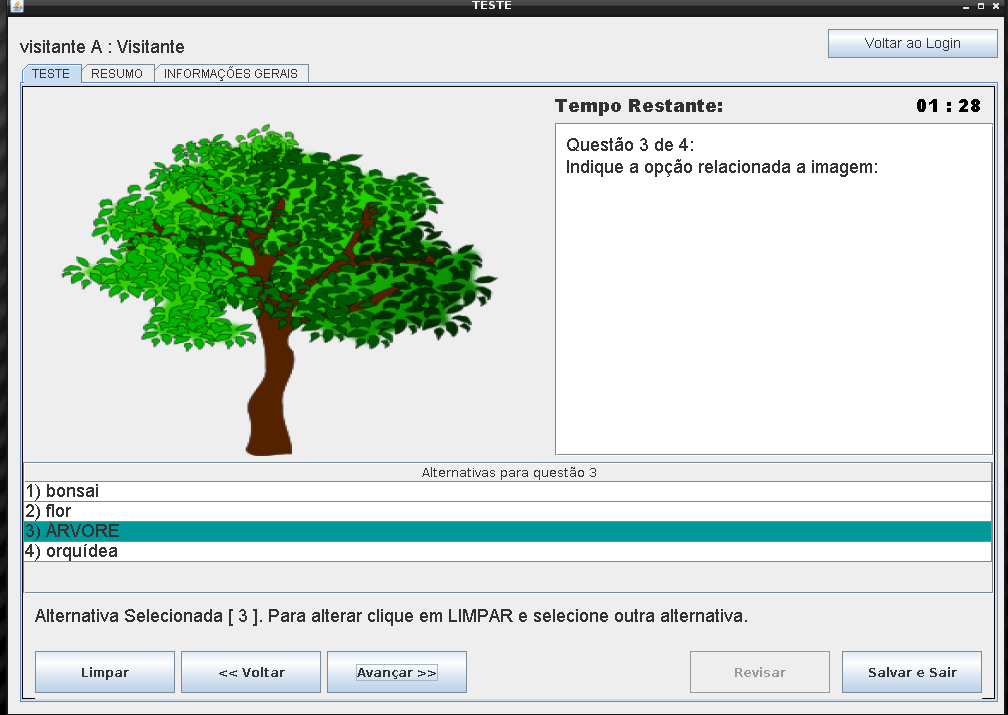 TESTE
visitante A : Visitante
Voltar ao Login
TESTE
RESUMO
INFORMAÇÕES GERAIS
Tempo Restante:
01 : 28
Questão 3 de 4:
Indique a opção relacionada a imagem:
Alternativas para questão 3
1) bonsai
2) flor
3) ÁRVORE
4) orquídea
Alternativa Selecionada [ 3 ]. Para alterar clique em LIMPAR e selecione outra alternativa.
Limpar
<< Voltar
Avançar >>
Revisar
Salvar e Sair